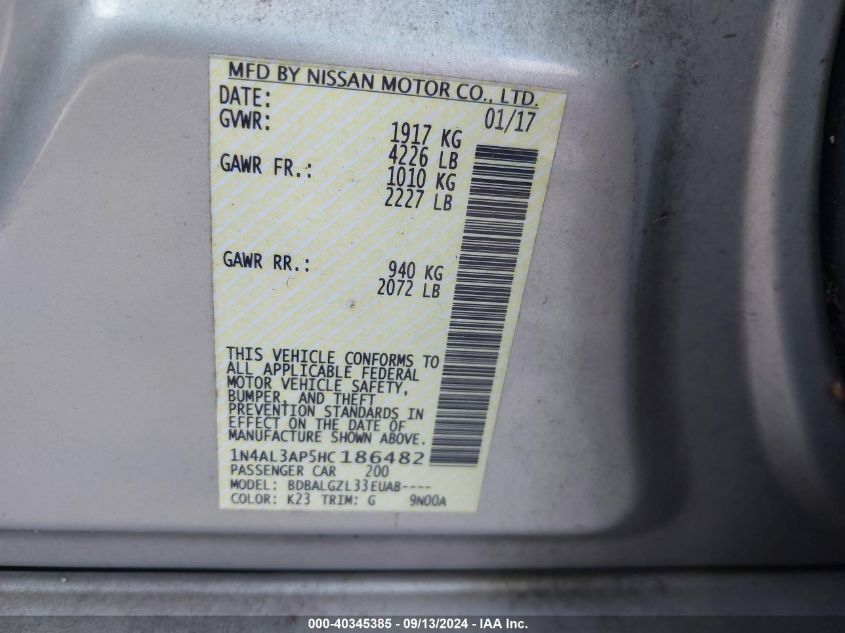 MFD BY NISSAN MOTOR CO., LTD.
DATE: 01/17
GVWR: 1917 KG
4226 LB
GAWR FR.: 1010 KG
2227 LB
GAWR RR.: 940 KG
2072 LB
THIS VEHICLE CONFORMS TO
ALL APPLICABLE FEDERAL
MOTOR VEHICLE SAFETY,
BUMPER, AND THEFT
PREVENTION STANDARDS IN
EFFECT ON THE DATE OF
MANUFACTURE SHOWN ABOVE.
1N4AL3AP5HC186482
PASSENGER CAR 200
MODEL: BDBALGZL33EUAB----
COLOR: K23 TRIM: G 9N00A
000-40345385 - 09/13/2024 - IAA Inc.